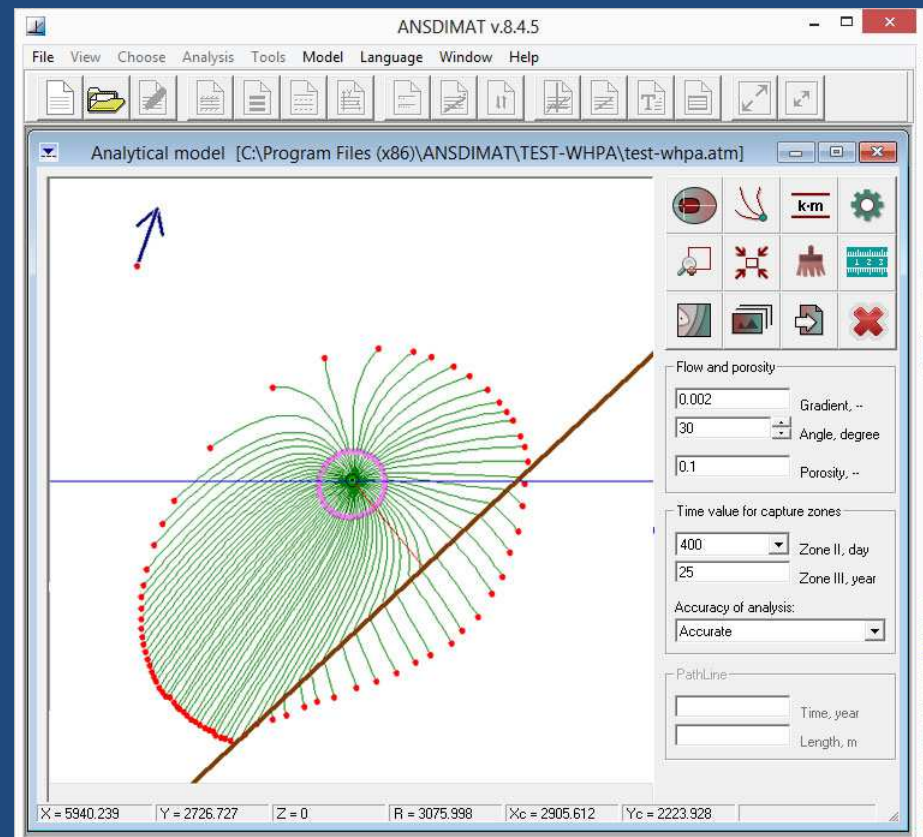 ANSDIMAT v.8.4.5
File View Choose Analysis Tools Model Language Window Help
T
Analytical model [C:\Program Files (x86)\ANSDIMAT\TEST-WHPA\test-whpa.atm]
k·m
1 2 3
Flow and porosity
0.002 Gradient, --
30 Angle, degree
0.1 Porosity, --
Time value for capture zones
400 Zone II, day
25 Zone III, year
Accuracy of analysis:
Accurate
PathLine
Time, year
Length, m
X = 5940.239 Y = 2726.727 Z = 0 R = 3075.998 Xc = 2905.612 Yc = 2223.928